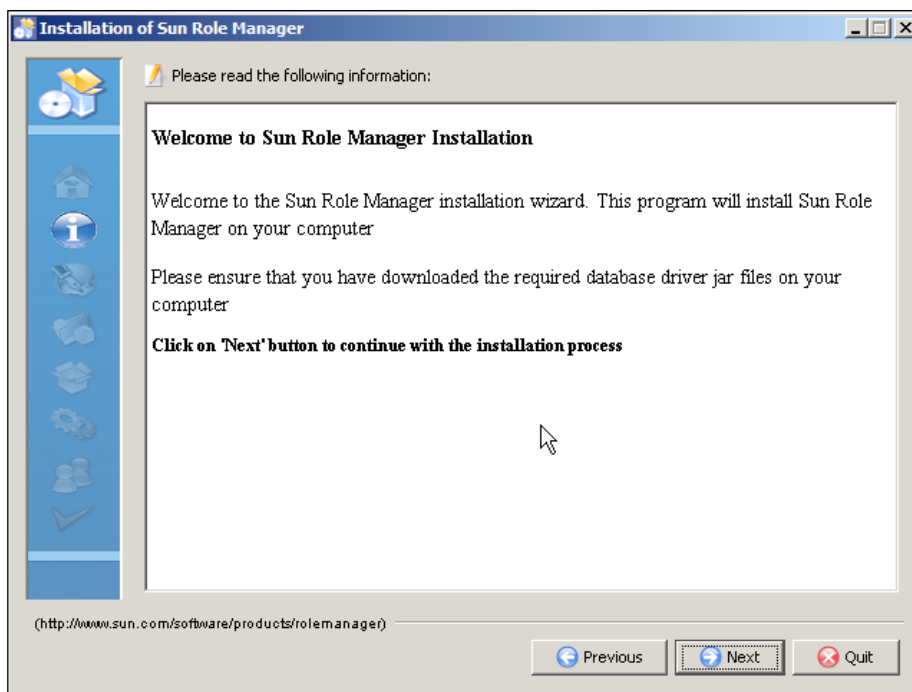 Installation of Sun Role Manager
Please read the following information:
Welcome to Sun Role Manager Installation
Welcome to the Sun Role Manager installation wizard. This program will install Sun Role
Manager on your computer
Please ensure that you have downloaded the required database driver jar files on your
computer
Click on 'Next' button to continue with the installation process
(http://www.sun.com/software/products/rolemanager)
Previous Next Quit